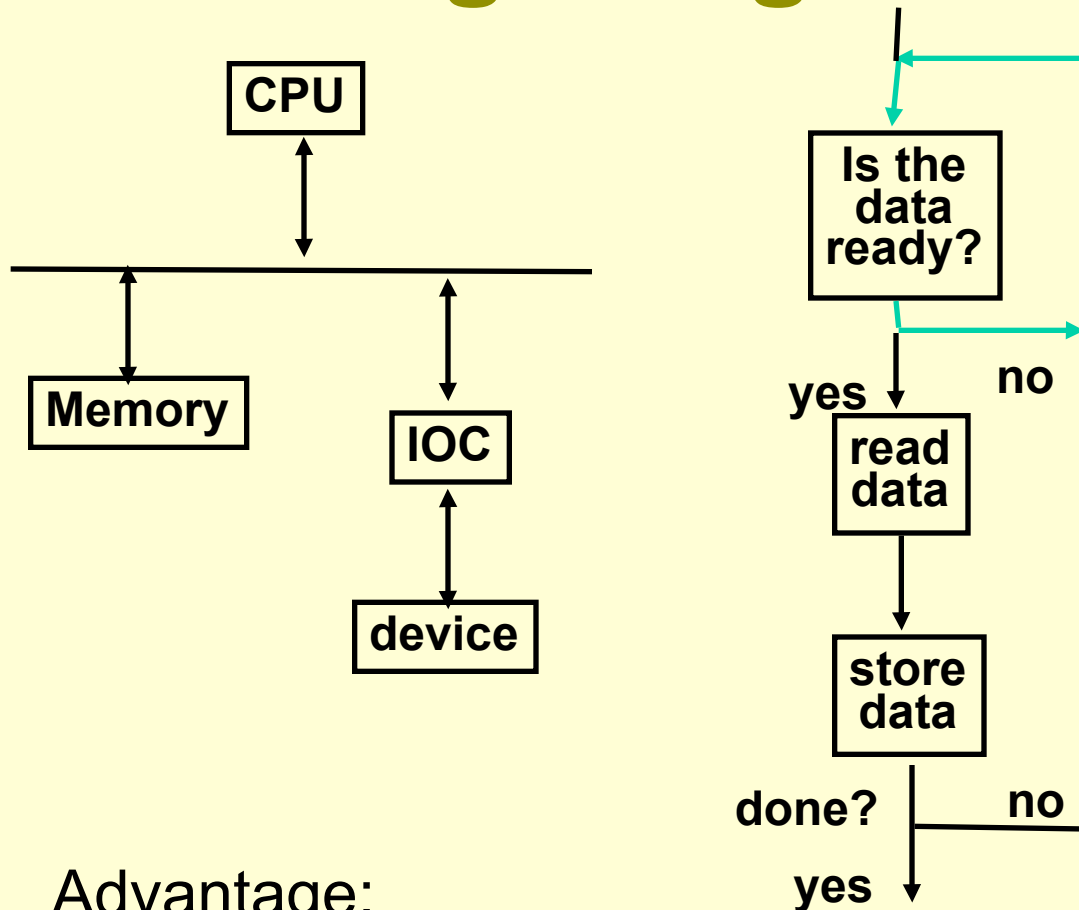 CPU
Memory
IOC
device
Is the
data
ready?
yes
no
read
data
store
data
done?
no
yes
Advantage: